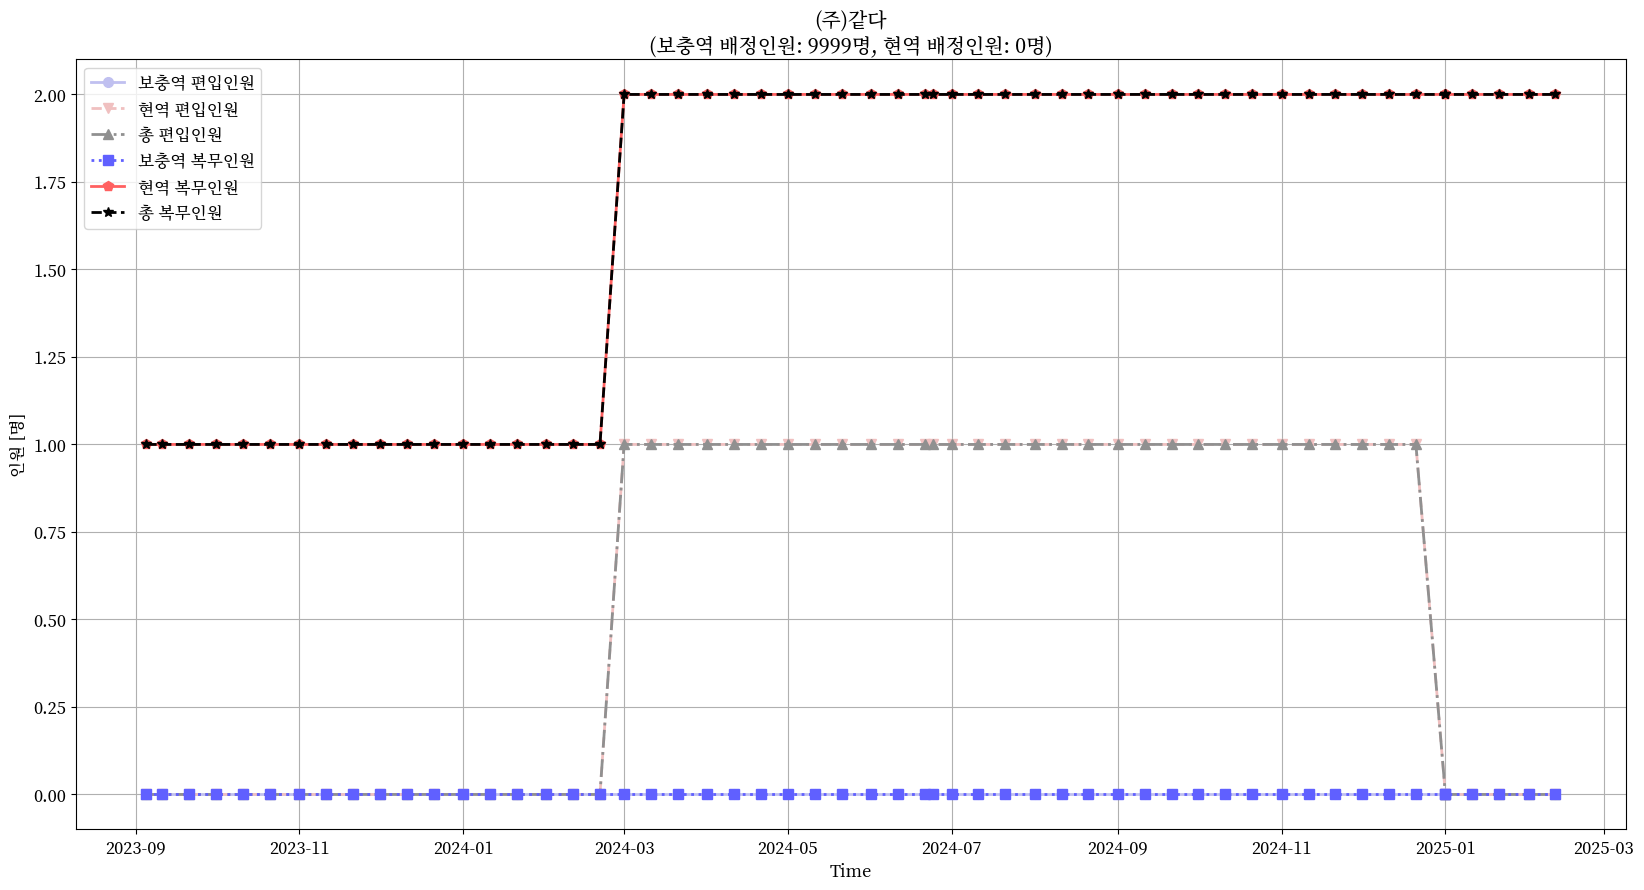 (주)같다
(보충역 배정인원: 9999명, 현역 배정인원: 0명)
보충역 편입인원
현역 편입인원
총 편입인원
보충역 복무인원
현역 복무인원
총 복무인원
2.00
1.75
1.50
1.25
1.00
0.75
0.50
0.25
0.00
인원 [명]
2023-09 2023-11 2024-01 2024-03 2024-05 2024-07 2024-09 2024-11 2025-01 2025-03
Time